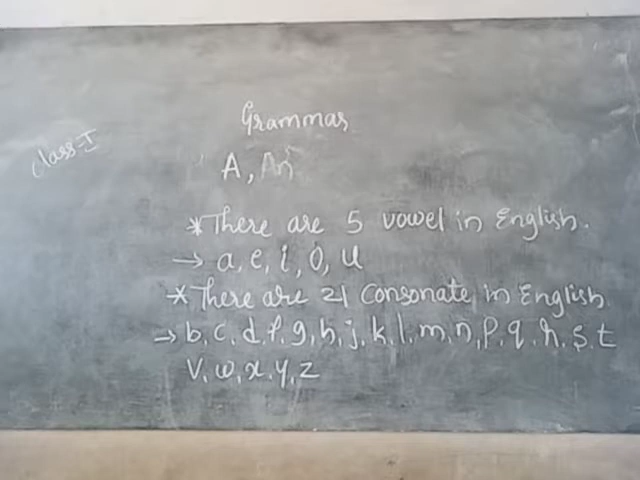 Grammar
Class-I
A, An
*There are 5 vowel in English.
→ a, e, i, o, u
*There are 21 Consonate in English.
→ b, c, d, f, g, h, j, k, l, m, n, p, q, r, s, t
v, w, x, y, z